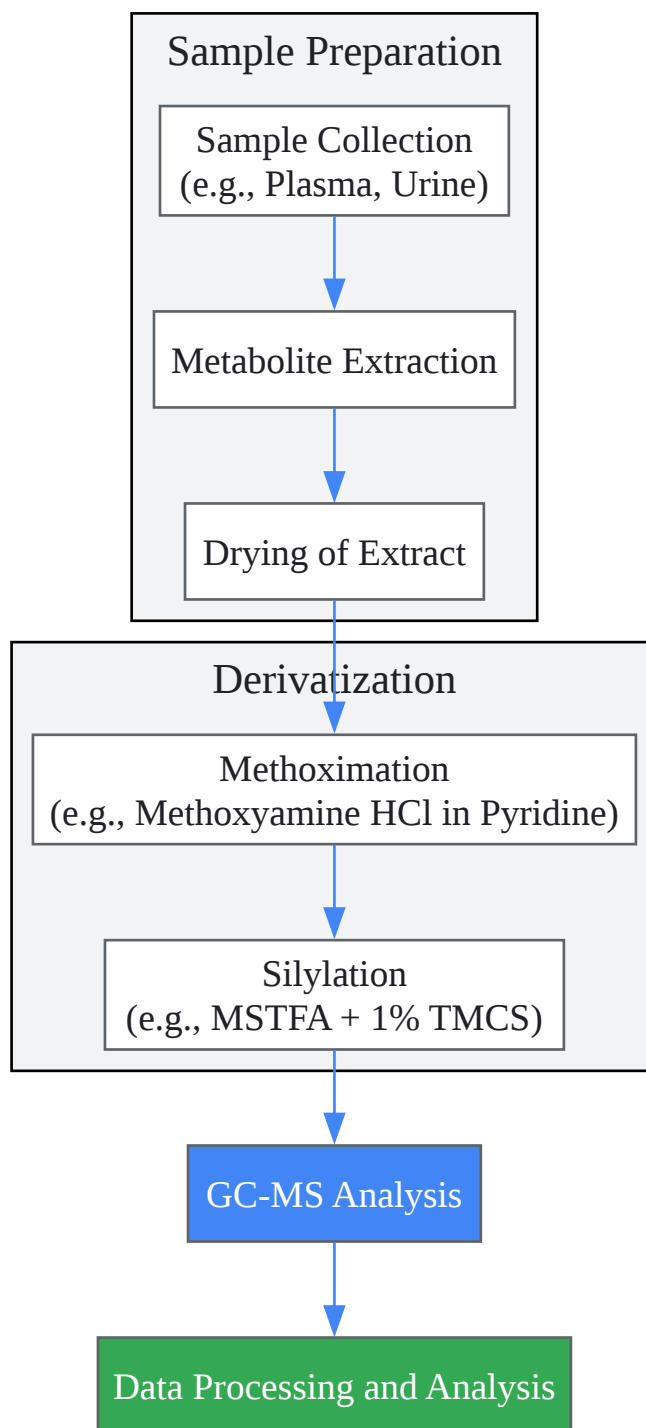 Sample Preparation
Sample Collection
(e.g., Plasma, Urine)
Metabolite Extraction
Drying of Extract
Derivatization
Methoximation
(e.g., Methoxyamine HCl in Pyridine)
Silylation
(e.g., MSTFA + 1% TMCS)
GC-MS Analysis
Data Processing and Analysis